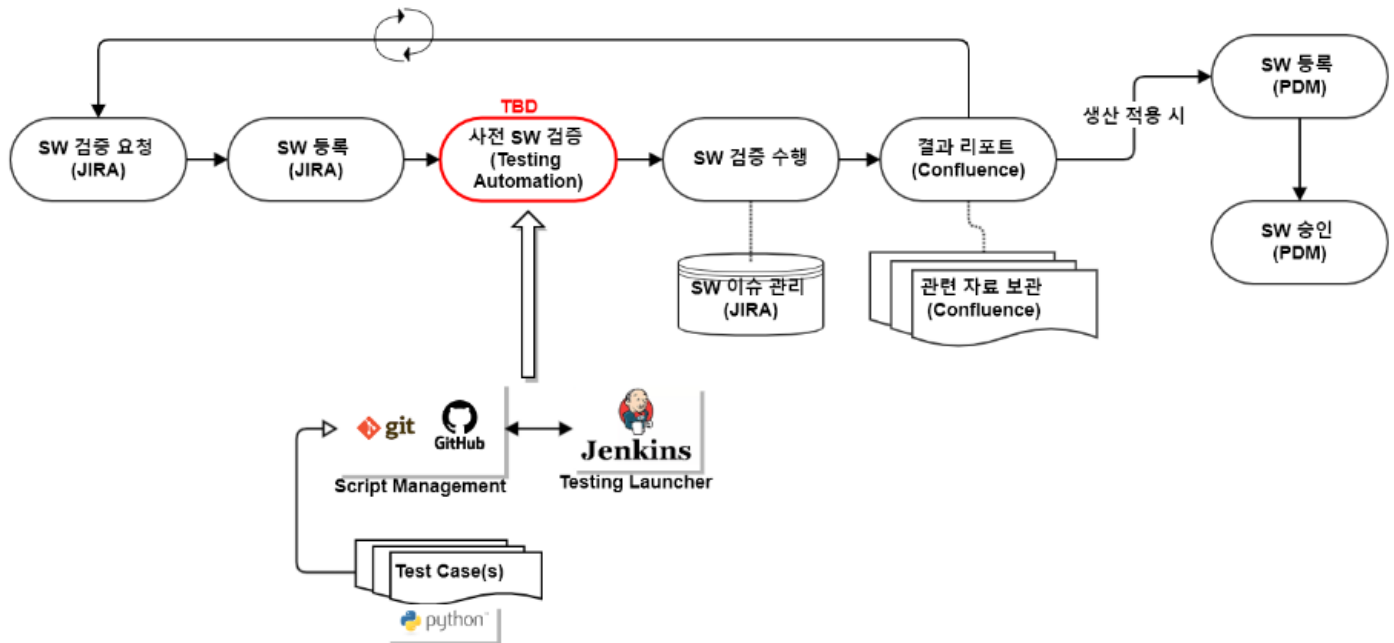 SW 등록
(PDM)
TBD
생산 적용 시
SW 검증 요청
(JIRA)
SW 등록
(JIRA)
사전 SW 검증
(Testing
Automation)
SW 검증 수행
결과 리포트
(Confluence)
SW 승인
(PDM)
SW 이슈 관리
(JIRA)
관련 자료 보관
(Confluence)
git
GitHub
Jenkins
Script Management
Testing Launcher
Test Case(s)
python